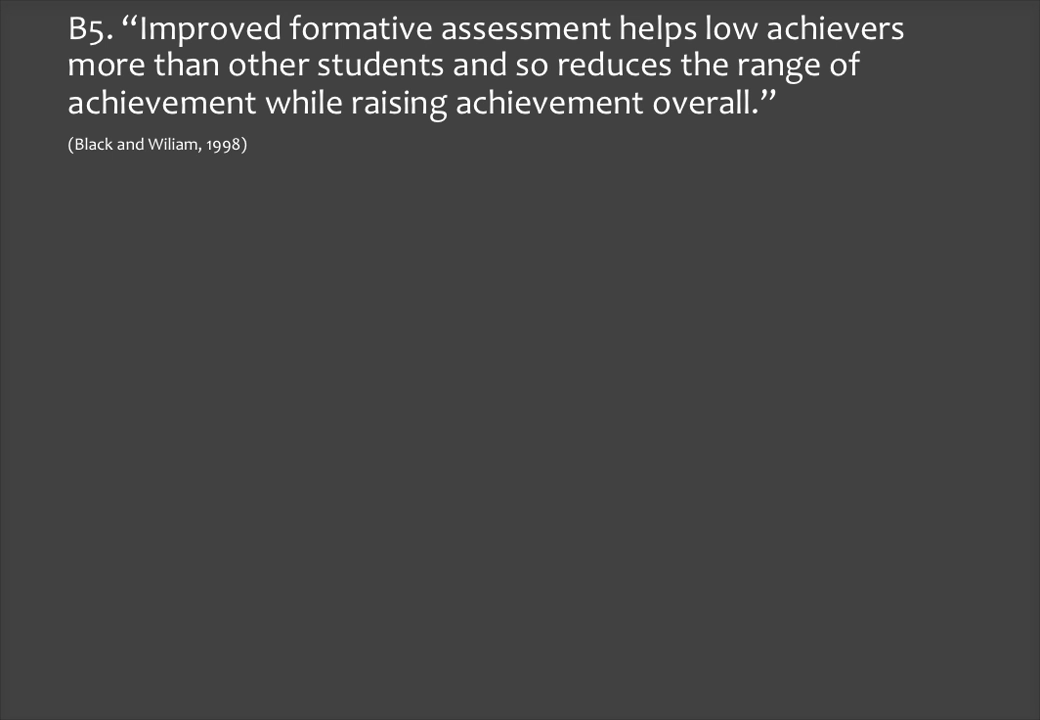 B5. “Improved formative assessment helps low achievers
more than other students and so reduces the range of
achievement while raising achievement overall.”
(Black and Wiliam, 1998)